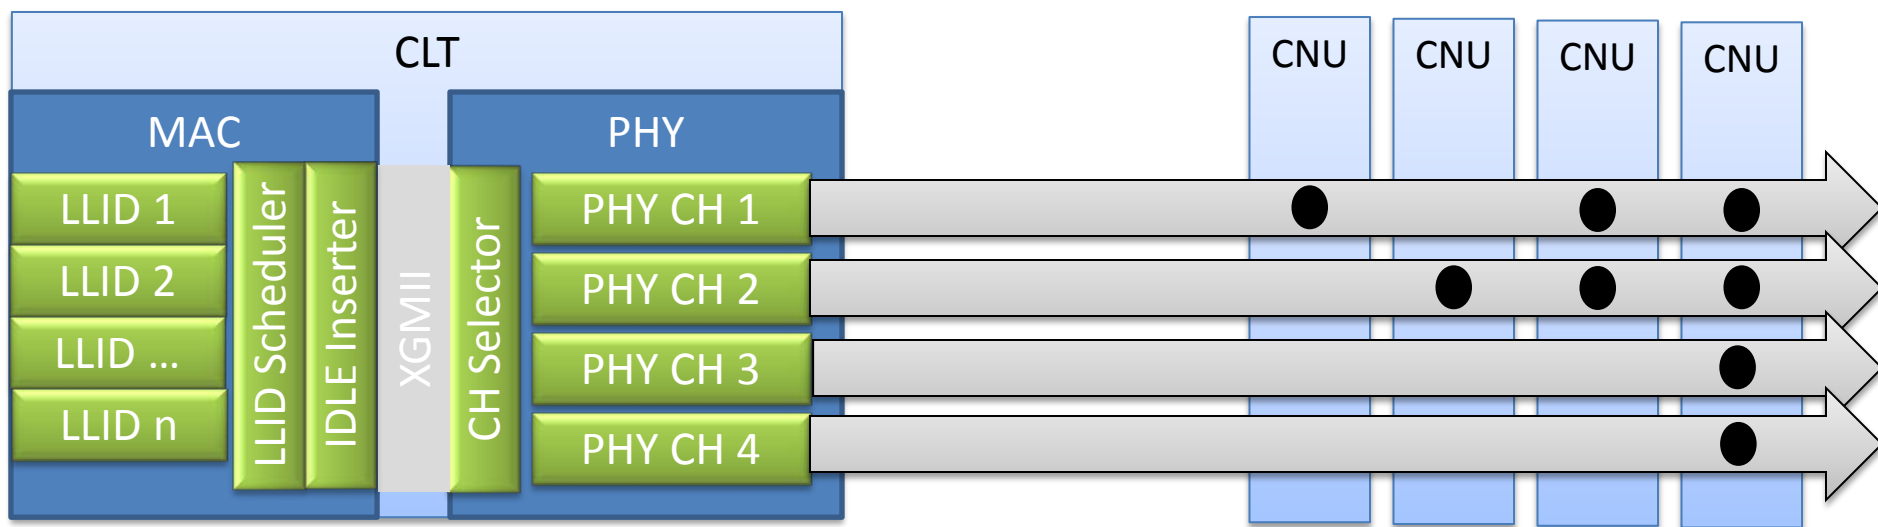 CLT
MAC
PHY
LLID 1
LLID 2
LLID ...
LLID n
LLID Scheduler
IDLE Inserter
XGMII
CH Selector
PHY CH 1
PHY CH 2
PHY CH 3
PHY CH 4
CNU
CNU
CNU
CNU